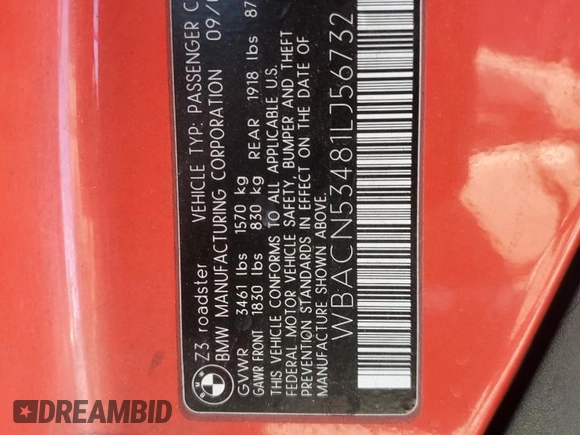 Z3 roadster VEHICLE TYP: PASSENGER C
BMW MANUFACTURING CORPORATION 09/
GVWR 3461 lbs 1570 kg
GAWR FRONT 1830 lbs 830 kg REAR 1918 lbs 87
THIS VEHICLE CONFORMS TO ALL APPLICABLE U.S.
FEDERAL MOTOR VEHICLE SAFETY, BUMPER AND THEFT
PREVENTION STANDARDS IN EFFECT ON THE DATE OF
MANUFACTURE SHOWN ABOVE.
WBACN53481LJ56732
BMW
DREAMBID